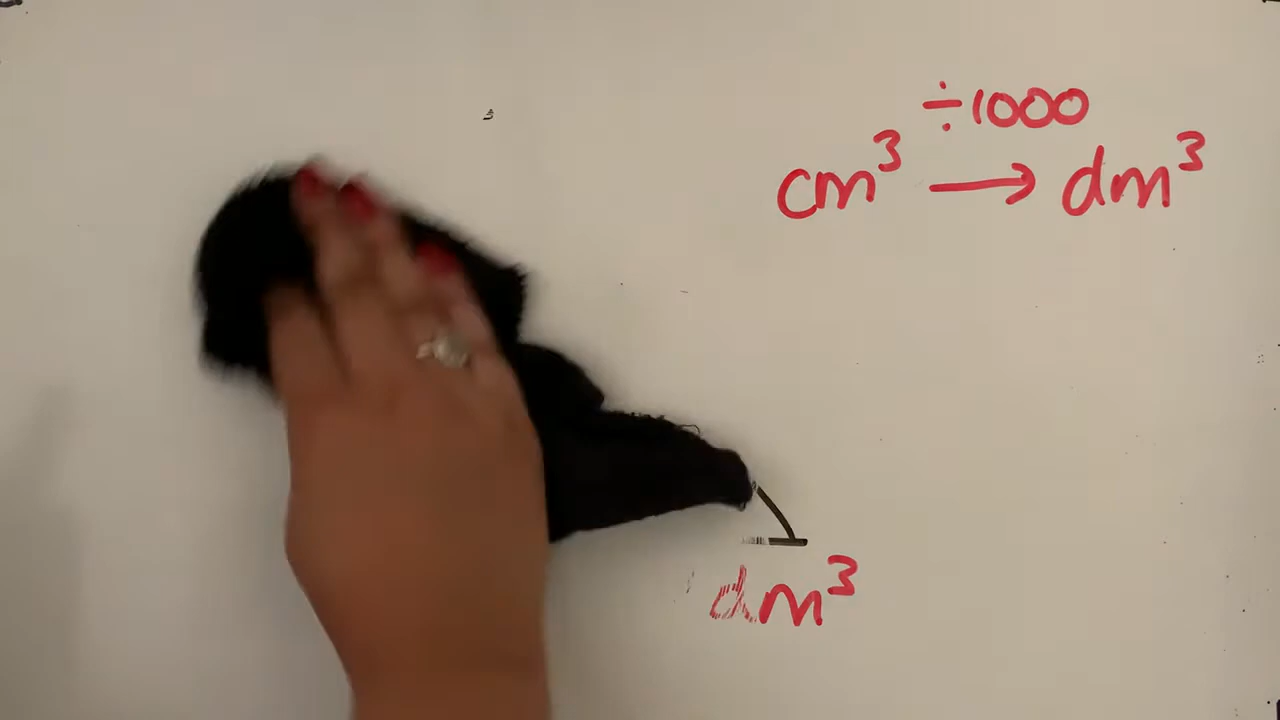 ÷1000
cm³ → dm³
dm³